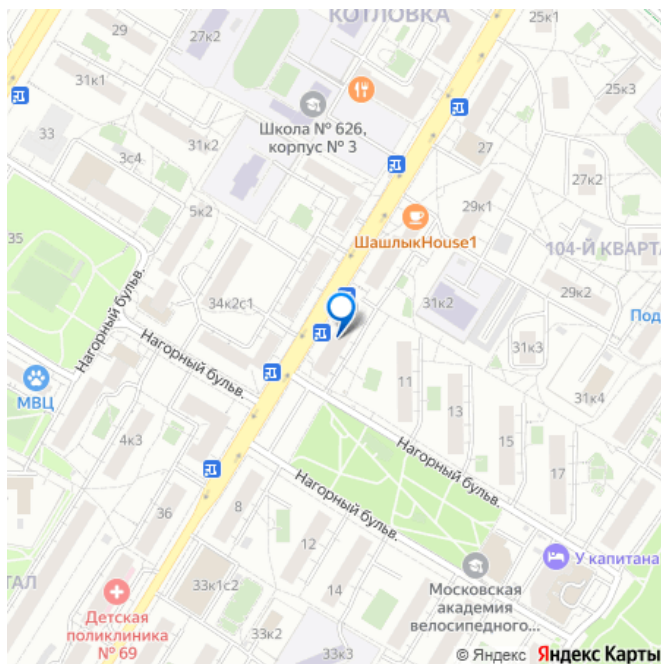 КОТЛОВКА
29
27к2
25к1
31к1
25к3
Школа № 626,
корпус № 3
33
3с4
31к2
27
27к2
29к1
5к2
ШашлыкHouse1
104-Й КВАРТА
35
Нагорный бульв.
34к2с1
31к2
29к2
Под
31к3
Нагорный бульв.
МВЦ
11
13
31к4
4к3
15
Нагорный бульв.
17
36
8
Нагорный бульв.
12
У капитана
ТАЛ
33к1с2
14
Московская
академия
велосипедного...
Детская
поликлиника
№ 69
33к2
33к3
© Яндекс Яндекс Карты